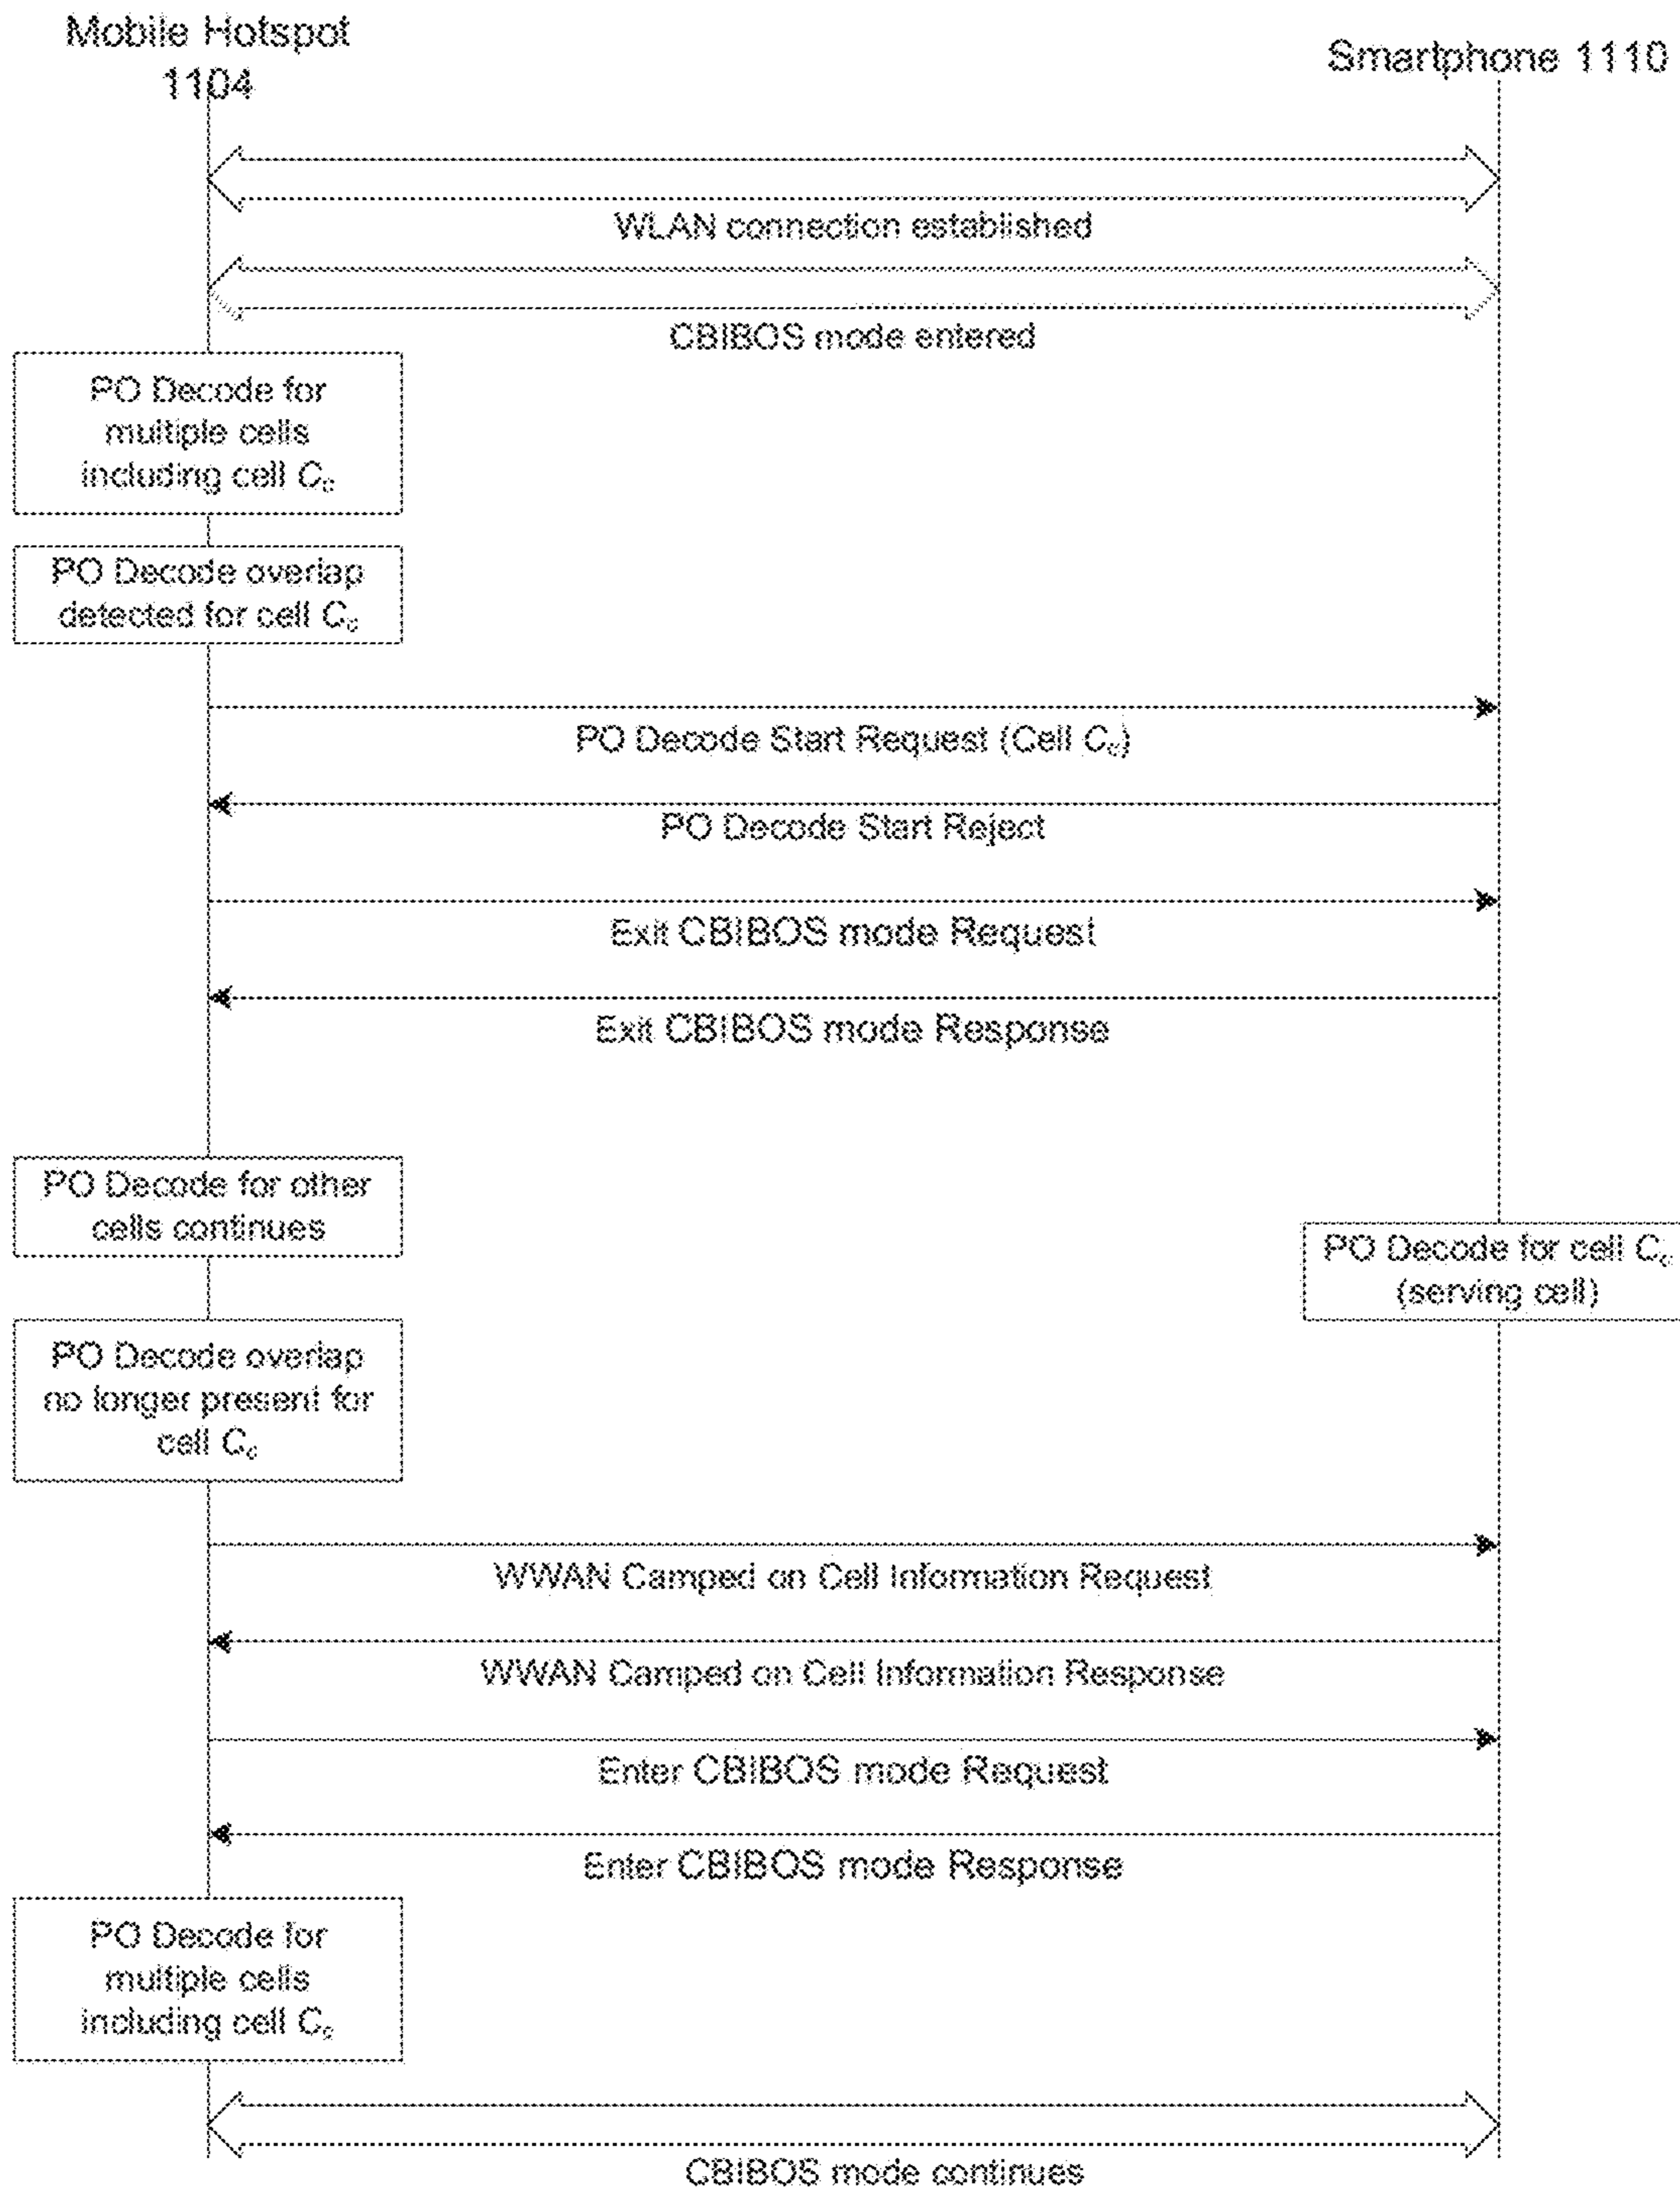 Mobile Hotspot
1104
Smartphone 1110
WLAN connection established
CBIBOS mode entered
PO Decode for
multiple cells
including cell Cc
PO Decode overlap
detected for cell Cc
PO Decode Start Request (Cell Cc)
PO Decode Start Reject
Exit CBIBOS mode Request
Exit CBIBOS mode Response
PO Decode for other
cells continues
PO Decode for cell Cc
(serving cell)
PO Decode overlap
no longer present for
cell Cc
WWAN Camped on Cell Information Request
WWAN Camped on Cell Information Response
Enter CBIBOS mode Request
Enter CBIBOS mode Response
PO Decode for
multiple cells
including cell Cc
CBIBOS mode continues